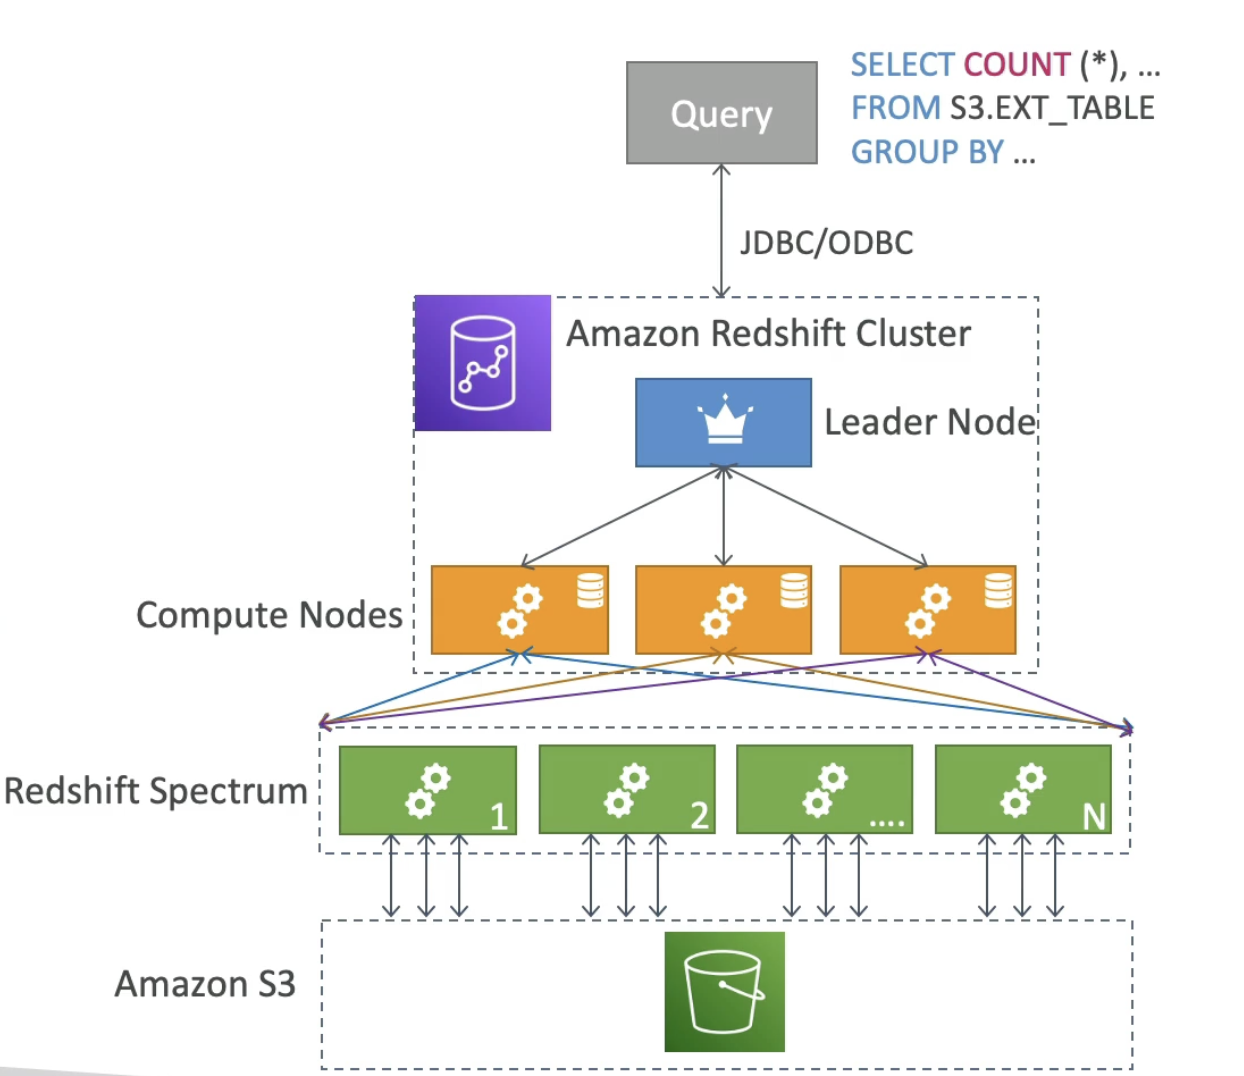 Query
SELECT COUNT (*), ...
FROM S3.EXT_TABLE
GROUP BY ...
JDBC/ODBC
Amazon Redshift Cluster
Leader Node
Compute Nodes
Redshift Spectrum
1
2
....
N
Amazon S3